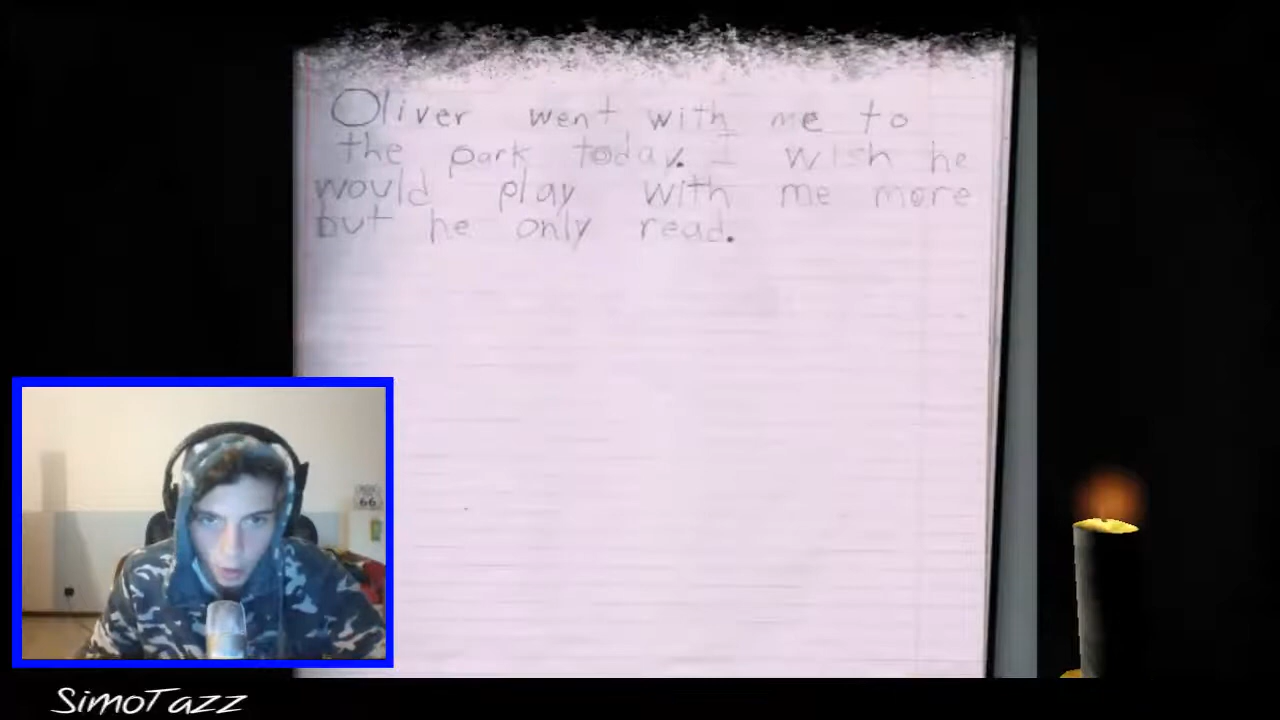 Oliver went with me to
the park today. I wish he
would play with me more
but he only read.
66
SimoTazz